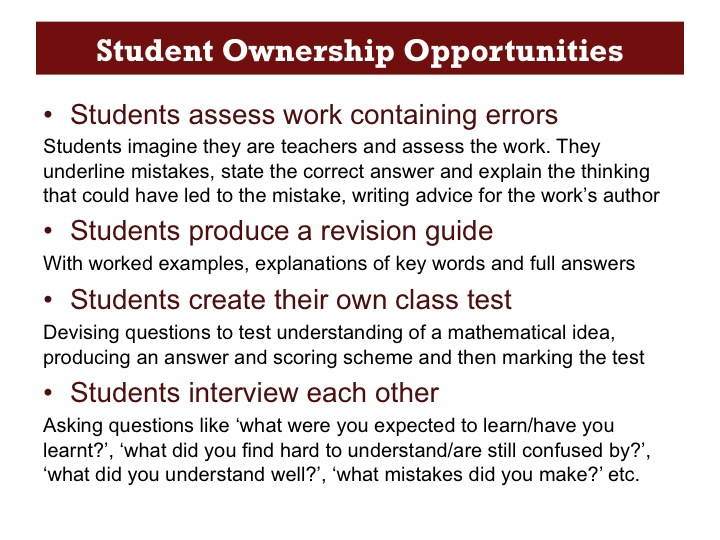 Student Ownership Opportunities
• Students assess work containing errors
Students imagine they are teachers and assess the work. They
underline mistakes, state the correct answer and explain the thinking
that could have led to the mistake, writing advice for the work’s author
• Students produce a revision guide
With worked examples, explanations of key words and full answers
• Students create their own class test
Devising questions to test understanding of a mathematical idea,
producing an answer and scoring scheme and then marking the test
• Students interview each other
Asking questions like ‘what were you expected to learn/have you
learnt?’, ‘what did you find hard to understand/are still confused by?’,
‘what did you understand well?’, ‘what mistakes did you make?’ etc.